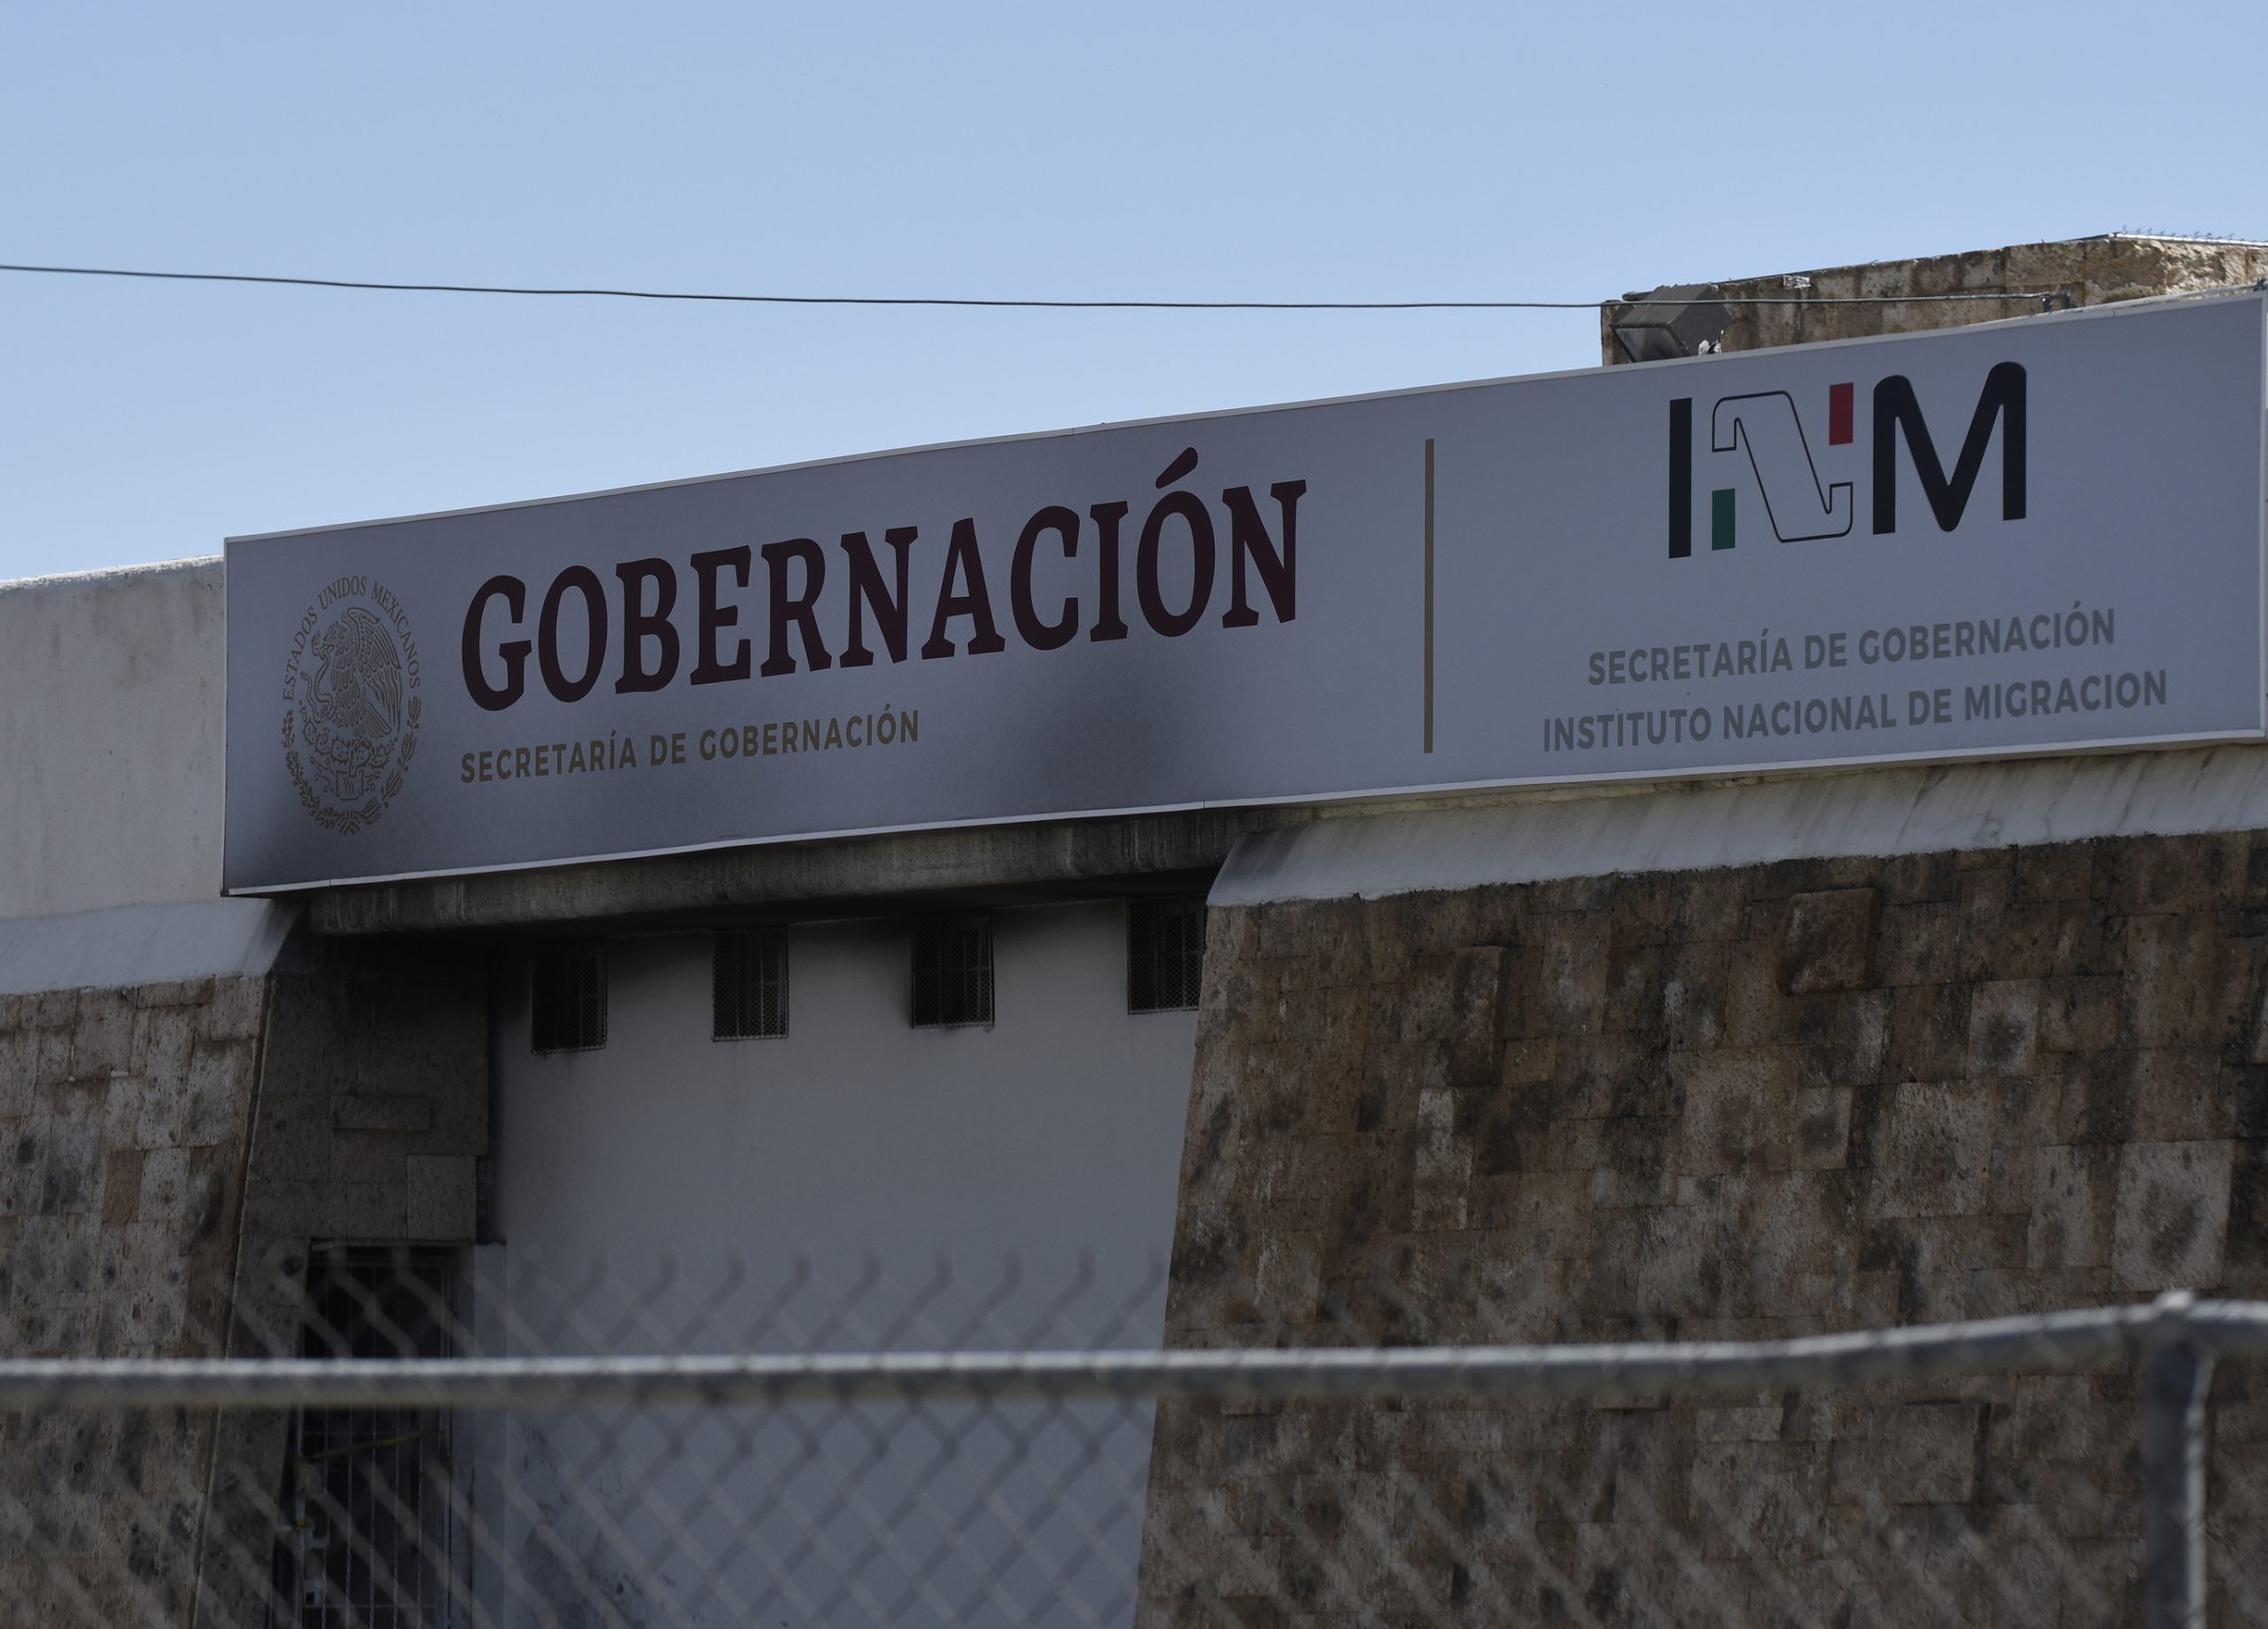 ESTADOS UNIDOS MEXICANOS
GOBERNACIÓN
SECRETARÍA DE GOBERNACIÓN
INM
SECRETARÍA DE GOBERNACIÓN
INSTITUTO NACIONAL DE MIGRACION